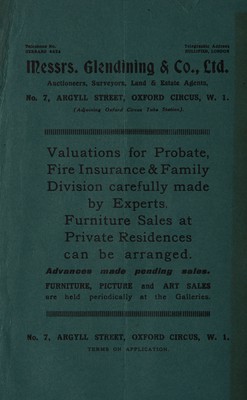 Telephone No.
GERRARD
Telegraphic Address
LONDON
Messrs. Glendining & Co., Ltd.
Auctioneers, Surveyors, Land & Estate Agents,
No. 7, ARGYLL STREET, OXFORD CIRCUS, W. 1.
(Adjoining Oxford Circus Tube Station).
Valuations for Probate,
Fire Insurance & Family
Division carefully made
by Experts.
Furniture Sales at
Private Residences
can be arranged.
Advances made pending sales.
FURNITURE, PICTURE and ART SALES
are held periodically at the Galleries.
No. 7, ARGYLL STREET, OXFORD CIRCUS, W. 1.
TERMS ON APPLICATION.